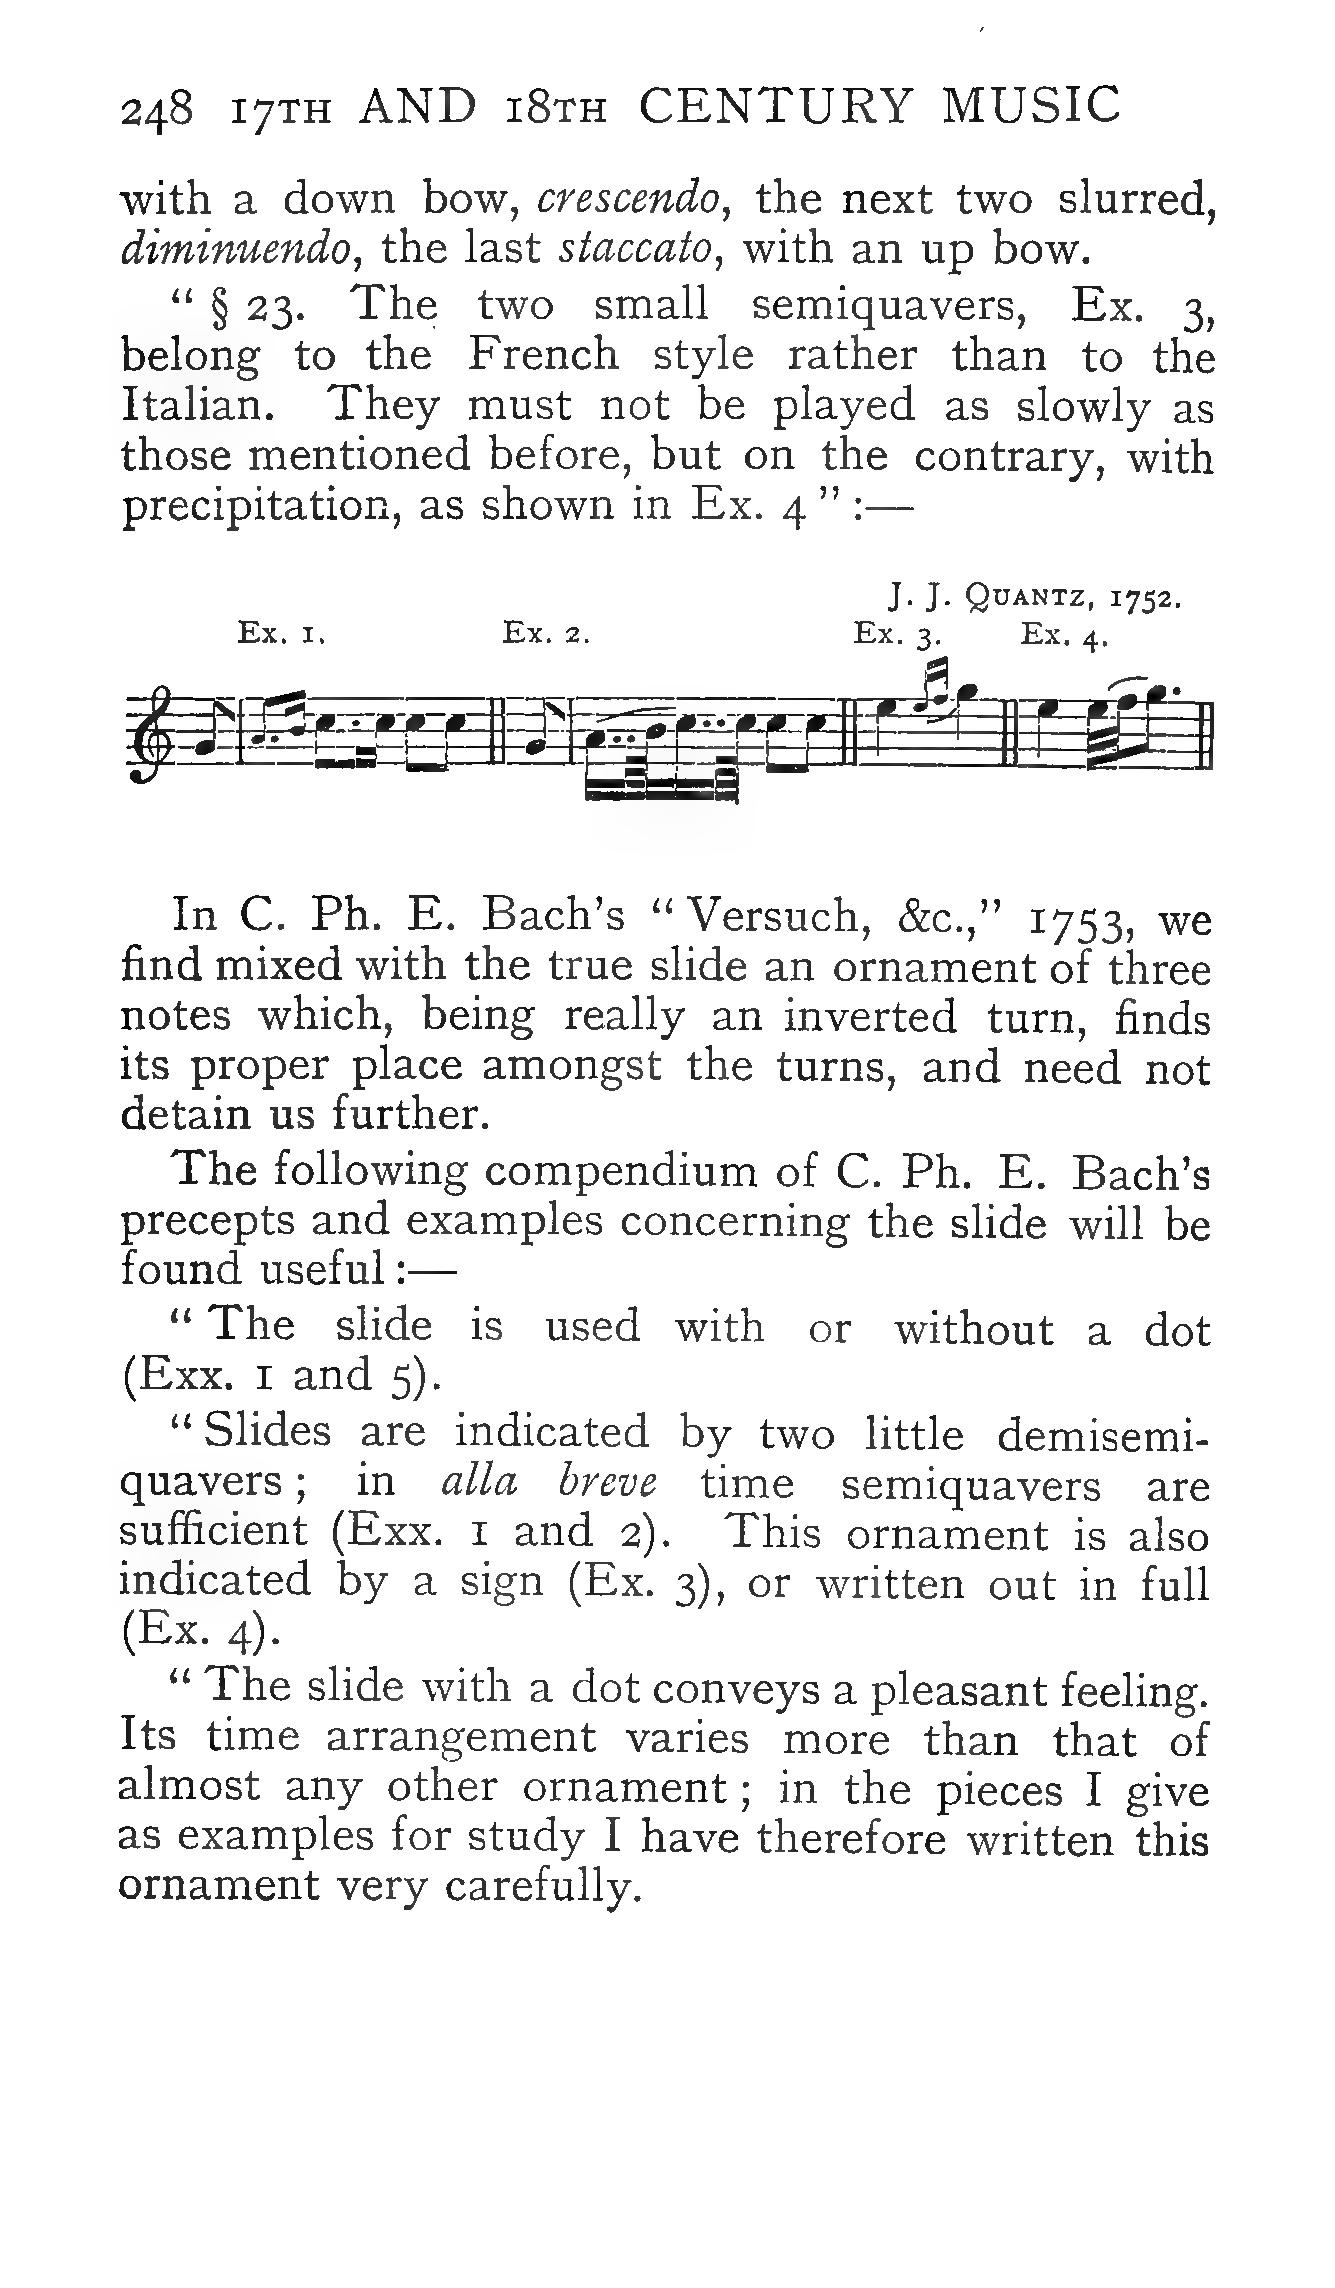 248 17TH AND 18TH CENTURY MUSIC
with a down bow, crescendo, the next two slurred,
diminuendo, the last staccato, with an up bow.
“ § 23. The two small semiquavers, Ex. 3,
belong to the French style rather than to the
Italian. They must not be played as slowly as
those mentioned before, but on the contrary, with
precipitation, as shown in Ex. 4 ” :—
J. J. QUANTZ, 1752.
Ex. 1. Ex. 2. Ex. 3. Ex. 4.
In C. Ph. E. Bach’s “ Versuch, &c.,” 1753, we
find mixed with the true slide an ornament of three
notes which, being really an inverted turn, finds
its proper place amongst the turns, and need not
detain us further.
The following compendium of C. Ph. E. Bach’s
precepts and examples concerning the slide will be
found useful :—
“ The slide is used with or without a dot
(Exx. 1 and 5).
“ Slides are indicated by two little demisemi-
quavers ; in alla breve time semiquavers are
sufficient (Exx. 1 and 2). This ornament is also
indicated by a sign (Ex. 3), or written out in full
(Ex. 4).
“ The slide with a dot conveys a pleasant feeling.
Its time arrangement varies more than that of
almost any other ornament ; in the pieces I give
as examples for study I have therefore written this
ornament very carefully.